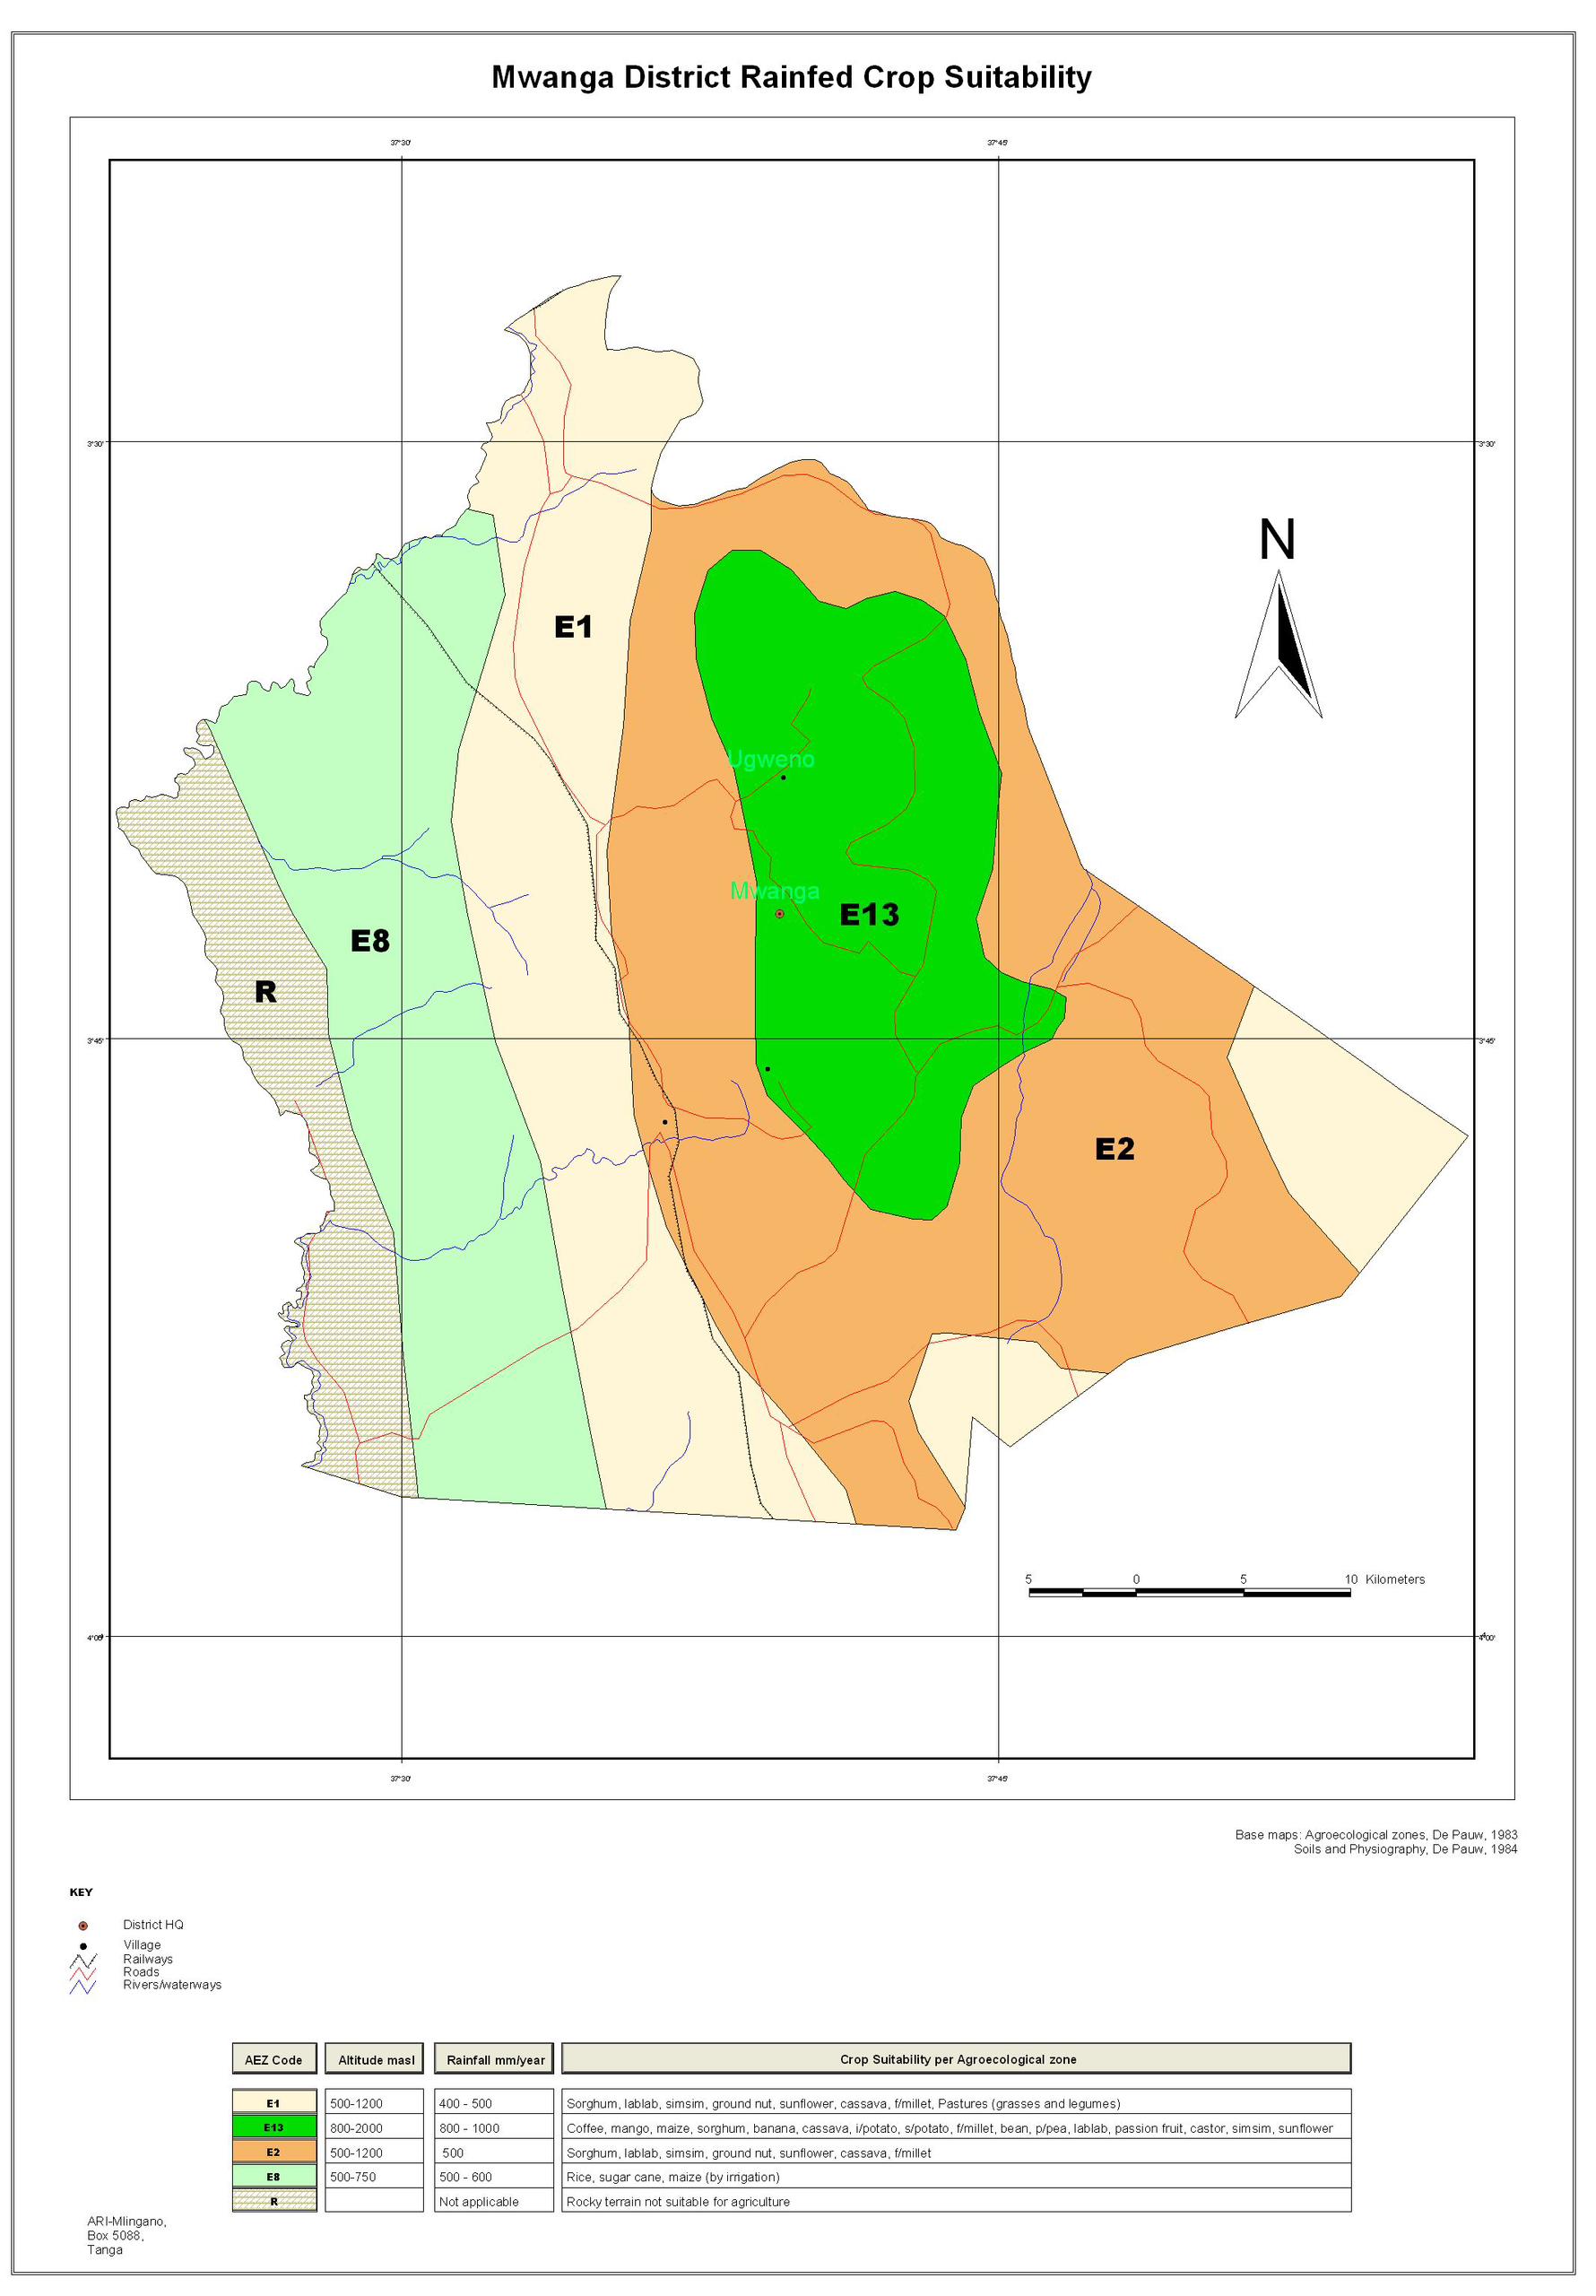 Mwanga District Rainfed Crop Suitability
37°30' 37°45'
3°30' 3°30'
N
E1
Ugweno
Mwanga
E13
E8
R
3°45' 3°45'
E2
5 0 5 10 Kilometers
4°00' 4°00'
37°30' 37°45'
Base maps: Agroecological zones, De Pauw, 1983
Soils and Physiography, De Pauw, 1984
KEY
District HQ
Village
Railways
Roads
Rivers/waterways
AEZ Code Altitude masl Rainfall mm/year Crop Suitability per Agroecological zone
E1 500-1200 400 - 500 Sorghum, lablab, simsim, ground nut, sunflower, cassava, f/millet, Pastures (grasses and legumes)
E13 800-2000 800 - 1000 Coffee, mango, maize, sorghum, banana, cassava, i/potato, s/potato, f/millet, bean, p/pea, lablab, passion fruit, castor, simsim, sunflower
E2 500-1200 500 Sorghum, lablab, simsim, ground nut, sunflower, cassava, f/millet
E8 500-750 500 - 600 Rice, sugar cane, maize (by irrigation)
R Not applicable Rocky terrain not suitable for agriculture
ARI-Mlingano,
Box 5088,
Tanga